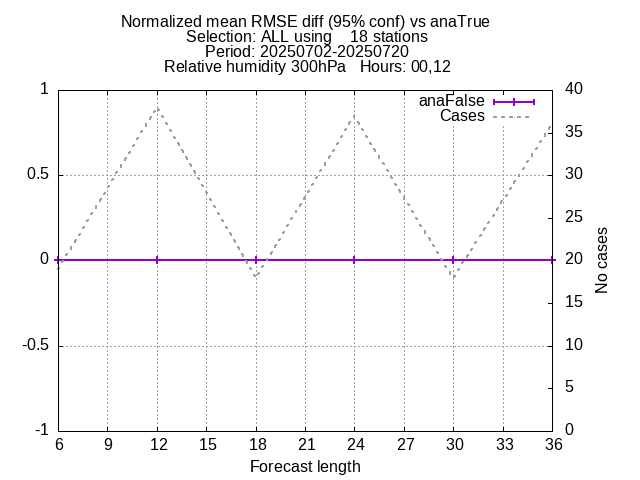 Normalized mean RMSE diff (95% conf) vs anaTrue
Selection: ALL using    18 stations
Period: 20250702-20250720
Relative humidity 300hPa   Hours: 00,12
anaFalse
Cases
1
0.5
0
-0.5
-1
40
35
30
25
20
15
10
5
0
No cases
6 9 12 15 18 21 24 27 30 33 36
Forecast length